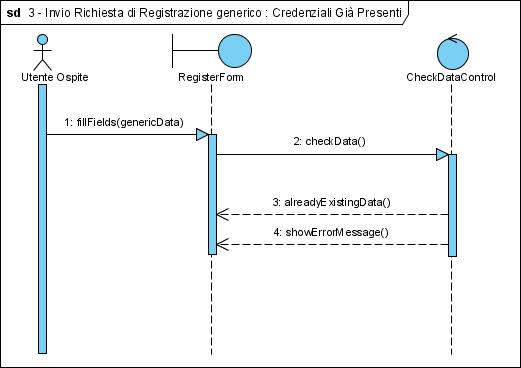 sd 3 - Invio Richiesta di Registrazione generico : Credenziali Già Presenti
Utente Ospite
RegisterForm
CheckDataControl
1: fillFields(genericData)
2: checkData()
3: alreadyExistingData()
4: showErrorMessage()